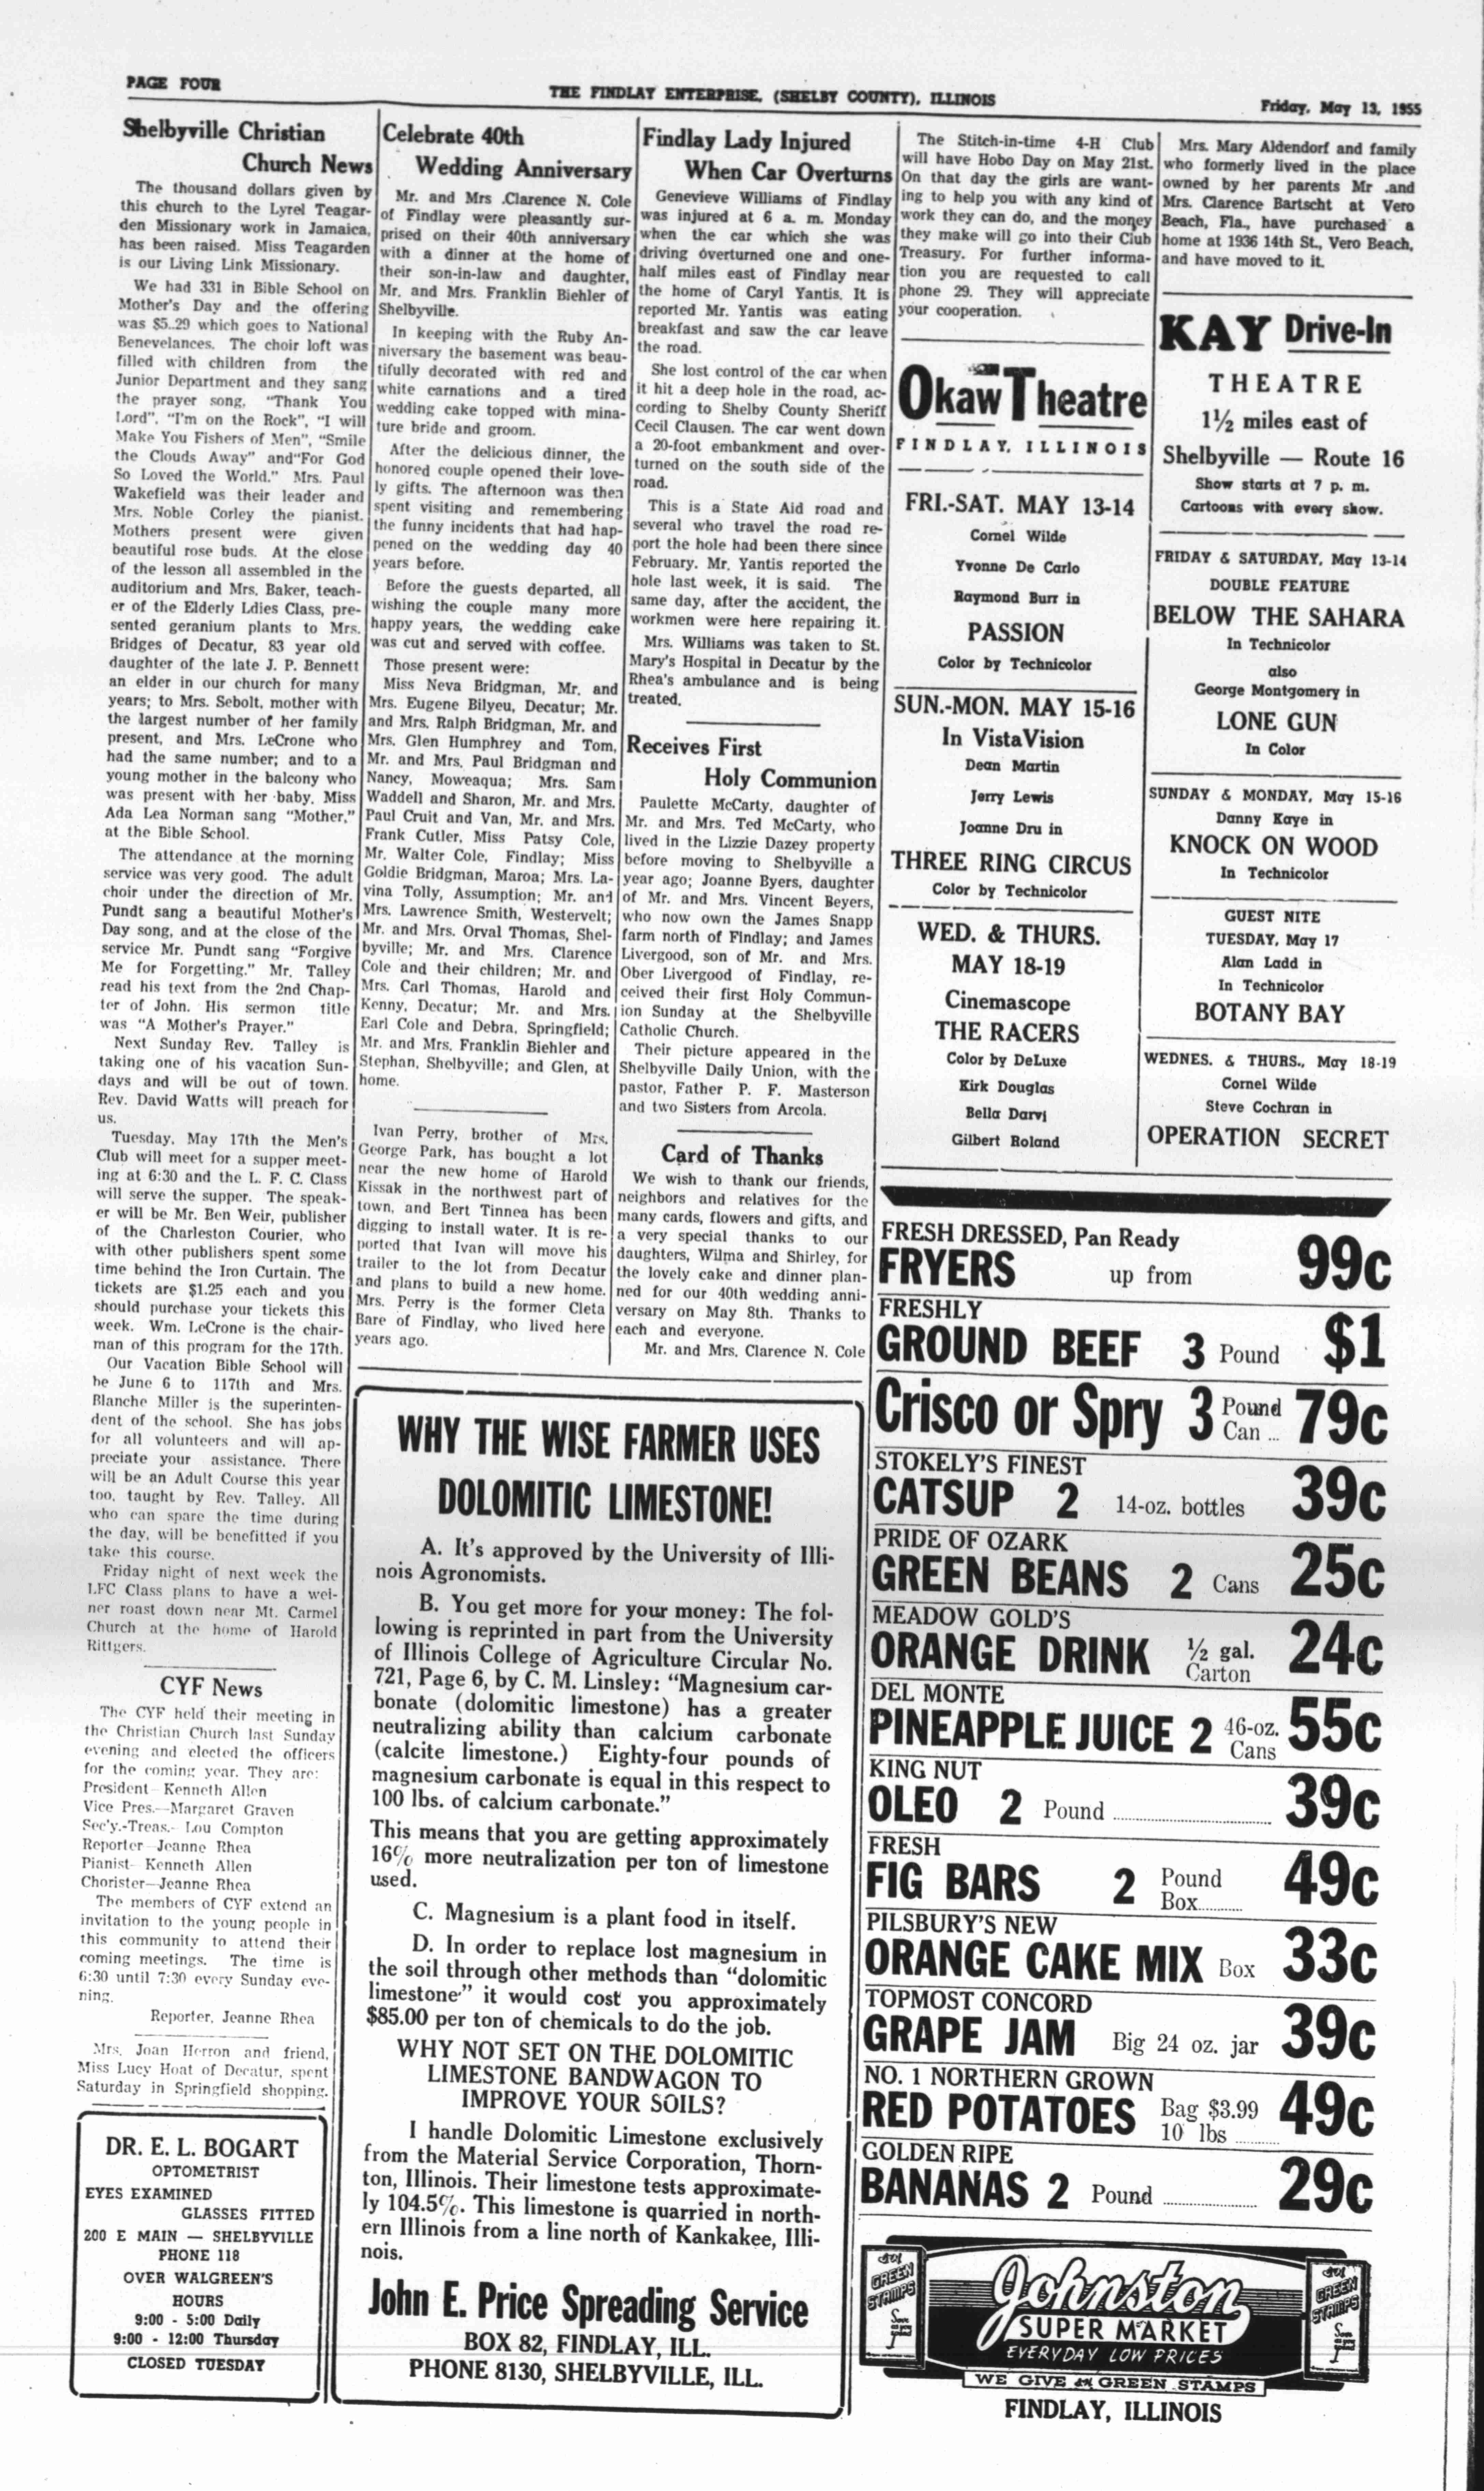 PAGE FOUR
THE FINDLAY ENTERPRISE, (SHELBY COUNTY), ILLINOIS
Friday, May 13, 1955
Shelbyville Christian
Church News
The thousand dollars given by
this church to the Lyrel Teagar-
den Missionary work in Jamaica,
has been raised. Miss Teagarden
is our Living Link Missionary.
We had 331 in Bible School on
Mother's Day and the offering
was $5..29 which goes to National
Benevelances. The choir loft was
filled with children from the
Junior Department and they sang
the prayer song, "Thank You
Lord", "I'm on the Rock", "I will
Make You Fishers of Men", "Smile
the Clouds Away" and"For God
So Loved the World." Mrs. Paul
Wakefield was their leader and
Mrs. Noble Corley the pianist.
Mothers present were given
beautiful rose buds. At the close
of the lesson all assembled in the
auditorium and Mrs. Baker, teach-
er of the Elderly Ldies Class, pre-
sented geranium plants to Mrs.
Bridges of Decatur, 83 year old
daughter of the late J. P. Bennett
an elder in our church for many
years; to Mrs. Sebolt, mother with
the largest number of her family
present, and Mrs. LeCrone who
had the same number; and to a
young mother in the balcony who
was present with her baby. Miss
Ada Lea Norman sang "Mother,"
at the Bible School.
The attendance at the morning
service was very good. The adult
choir under the direction of Mr.
Pundt sang a beautiful Mother's
Day song, and at the close of the
service Mr. Pundt sang "Forgive
Me for Forgetting." Mr. Talley
read his text from the 2nd Chap-
ter of John. His sermon title
was "A Mother's Prayer."
Next Sunday Rev. Talley is
taking one of his vacation Sun-
days and will be out of town.
Rev. David Watts will preach for
us.
Tuesday, May 17th the Men's
Club will meet for a supper meet-
ing at 6:30 and the L. F. C. Class
will serve the supper. The speak-
er will be Mr. Ben Weir, publisher
of the Charleston Courier, who
with other publishers spent some
time behind the Iron Curtain. The
tickets are $1.25 each and you
should purchase your tickets this
week. Wm. LeCrone is the chair-
man of this program for the 17th.
Our Vacation Bible School will
be June 6 to 117th and Mrs.
Blanche Miller is the superinten-
dent of the school. She has jobs
for all volunteers and will ap-
preciate your assistance. There
will be an Adult Course this year
too, taught by Rev. Talley. All
who can spare the time during
the day, will be benefitted if you
take this course.
Friday night of next week the
LFC Class plans to have a wei-
ner roast down near Mt. Carmel
Church at the home of Harold
Rittgers.
CYF News
The CYF held their meeting in
the Christian Church last Sunday
evening and elected the officers
for the coming year. They are:
President—Kenneth Allen
Vice Pres.—Margaret Graven
Sec'y.-Treas.- Lou Compton
Reporter—Jeanne Rhea
Pianist- Kenneth Allen
Chorister—Jeanne Rhea
The members of CYF extend an
invitation to the young people in
this community to attend their
coming meetings. The time is
6:30 until 7:30 every Sunday eve-
ning.
Reporter, Jeanne Rhea
Mrs. Joan Herron and friend,
Miss Lucy Hoat of Decatur, spent
Saturday in Springfield shopping.
DR. E. L. BOGART
OPTOMETRIST
EYES EXAMINED
GLASSES FITTED
200 E MAIN — SHELBYVILLE
PHONE 118
OVER WALGREEN'S
HOURS
9:00 - 5:00 Daily
9:00 - 12:00 Thursday
CLOSED TUESDAY
Celebrate 40th
Wedding Anniversary
Mr. and Mrs .Clarence N. Cole
of Findlay were pleasantly sur-
prised on their 40th anniversary
with a dinner at the home of
their son-in-law and daughter,
Mr. and Mrs. Franklin Biehler of
Shelbyville.
In keeping with the Ruby An-
niversary the basement was beau-
tifully decorated with red and
white carnations and a tired
wedding cake topped with mina-
ture bride and groom.
After the delicious dinner, the
honored couple opened their love-
ly gifts. The afternoon was then
spent visiting and remembering
the funny incidents that had hap-
pened on the wedding day 40
years before.
Before the guests departed, all
wishing the couple many more
happy years, the wedding cake
was cut and served with coffee.
Those present were:
Miss Neva Bridgman, Mr. and
Mrs. Eugene Bilyeu, Decatur; Mr.
and Mrs. Ralph Bridgman, Mr. and
Mrs. Glen Humphrey and Tom,
Mr. and Mrs. Paul Bridgman and
Nancy, Moweaqua; Mrs. Sam
Waddell and Sharon, Mr. and Mrs.
Paul Cruit and Van, Mr. and Mrs.
Frank Cutler, Miss Patsy Cole,
Mr. Walter Cole, Findlay; Miss
Goldie Bridgman, Maroa; Mrs. La-
vina Tolly, Assumption; Mr. and
Mrs. Lawrence Smith, Westervelt;
Mr. and Mrs. Orval Thomas, Shel-
byville; Mr. and Mrs. Clarence
Cole and their children; Mr. and
Mrs. Carl Thomas, Harold and
Kenny, Decatur; Mr. and Mrs.
Earl Cole and Debra, Springfield;
Mr. and Mrs. Franklin Biehler and
Stephan, Shelbyville; and Glen, at
home.
Ivan Perry, brother of Mrs.
George Park, has bought a lot
near the new home of Harold
Kissak in the northwest part of
town, and Bert Tinnea has been
digging to install water. It is re-
ported that Ivan will move his
trailer to the lot from Decatur
and plans to build a new home.
Mrs. Perry is the former Cleta
Bare of Findlay, who lived here
years ago.
Findlay Lady Injured
When Car Overturns
Genevieve Williams of Findlay
was injured at 6 a. m. Monday
when the car which she was
driving overturned one and one-
half miles east of Findlay near
the home of Caryl Yantis. It is
reported Mr. Yantis was eating
breakfast and saw the car leave
the road.
She lost control of the car when
it hit a deep hole in the road, ac-
cording to Shelby County Sheriff
Cecil Clausen. The car went down
a 20-foot embankment and over-
turned on the south side of the
road.
This is a State Aid road and
several who travel the road re-
port the hole had been there since
February. Mr. Yantis reported the
hole last week, it is said. The
same day, after the accident, the
workmen were here repairing it.
Mrs. Williams was taken to St.
Mary's Hospital in Decatur by the
Rhea's ambulance and is being
treated.
Receives First
Holy Communion
Paulette McCarty, daughter of
Mr. and Mrs. Ted McCarty, who
lived in the Lizzie Dazey property
before moving to Shelbyville a
year ago; Joanne Byers, daughter
of Mr. and Mrs. Vincent Beyers,
who now own the James Snapp
farm north of Findlay; and James
Livergood, son of Mr. and Mrs.
Ober Livergood of Findlay, re-
ceived their first Holy Commun-
ion Sunday at the Shelbyville
Catholic Church.
Their picture appeared in the
Shelbyville Daily Union, with the
pastor, Father P. F. Masterson
and two Sisters from Arcola.
Card of Thanks
We wish to thank our friends,
neighbors and relatives for the
many cards, flowers and gifts, and
a very special thanks to our
daughters, Wilma and Shirley, for
the lovely cake and dinner plan-
ned for our 40th wedding anni-
versary on May 8th. Thanks to
each and everyone.
Mr. and Mrs. Clarence N. Cole
WHY THE WISE FARMER USES
DOLOMITIC LIMESTONE!
A. It's approved by the University of Illi-
nois Agronomists.
B. You get more for your money: The fol-
lowing is reprinted in part from the University
of Illinois College of Agriculture Circular No.
721, Page 6, by C. M. Linsley: "Magnesium car-
bonate (dolomitic limestone) has a greater
neutralizing ability than calcium carbonate
(calcite limestone.) Eighty-four pounds of
magnesium carbonate is equal in this respect to
100 lbs. of calcium carbonate."
This means that you are getting approximately
16% more neutralization per ton of limestone
used.
C. Magnesium is a plant food in itself.
D. In order to replace lost magnesium in
the soil through other methods than "dolomitic
limestone" it would cost you approximately
$85.00 per ton of chemicals to do the job.
WHY NOT SET ON THE DOLOMITIC
LIMESTONE BANDWAGON TO
IMPROVE YOUR SOILS?
I handle Dolomitic Limestone exclusively
from the Material Service Corporation, Thorn-
ton, Illinois. Their limestone tests approximate-
ly 104.5%. This limestone is quarried in north-
ern Illinois from a line north of Kankakee, Illi-
nois.
John E. Price Spreading Service
BOX 82, FINDLAY, ILL.
PHONE 8130, SHELBYVILLE, ILL.
The Stitch-in-time 4-H Club
will have Hobo Day on May 21st.
On that day the girls are want-
ing to help you with any kind of
work they can do, and the money
they make will go into their Club
Treasury. For further informa-
tion you are requested to call
phone 29. They will appreciate
your cooperation.
Okaw Theatre
FINDLAY, ILLINOIS
FRI.-SAT. MAY 13-14
Cornel Wilde
Yvonne De Carlo
Raymond Burr in
PASSION
Color by Technicolor
SUN.-MON. MAY 15-16
In VistaVision
Dean Martin
Jerry Lewis
Joanne Dru in
THREE RING CIRCUS
Color by Technicolor
WED. & THURS.
MAY 18-19
Cinemascope
THE RACERS
Color by DeLuxe
Kirk Douglas
Bella Darvi
Gilbert Roland
Mrs. Mary Aldendorf and family
who formerly lived in the place
owned by her parents Mr .and
Mrs. Clarence Bartscht at Vero
Beach, Fla., have purchased a
home at 1936 14th St., Vero Beach,
and have moved to it.
KAY Drive-In
THEATRE
1½ miles east of
Shelbyville — Route 16
Show starts at 7 p. m.
Cartoons with every show.
FRIDAY & SATURDAY, May 13-14
DOUBLE FEATURE
BELOW THE SAHARA
In Technicolor
also
George Montgomery in
LONE GUN
In Color
SUNDAY & MONDAY, May 15-16
Danny Kaye in
KNOCK ON WOOD
In Technicolor
GUEST NITE
TUESDAY, May 17
Alan Ladd in
In Technicolor
BOTANY BAY
WEDNES. & THURS., May 18-19
Cornel Wilde
Steve Cochran in
OPERATION SECRET
FRESH DRESSED, Pan Ready
FRYERS up from 99c
FRESHLY
GROUND BEEF 3 Pound $1
Crisco or Spry 3 Pound Can 79c
STOKELY'S FINEST
CATSUP 2 14-oz. bottles 39c
PRIDE OF OZARK
GREEN BEANS 2 Cans 25c
MEADOW GOLD'S
ORANGE DRINK ½ gal. Carton 24c
DEL MONTE
PINEAPPLE JUICE 2 46-oz. Cans 55c
KING NUT
OLEO 2 Pound 39c
FRESH
FIG BARS 2 Pound Box 49c
PILSBURY'S NEW
ORANGE CAKE MIX Box 33c
TOPMOST CONCORD
GRAPE JAM Big 24 oz. jar 39c
NO. 1 NORTHERN GROWN
RED POTATOES Bag $3.99 10 lbs 49c
GOLDEN RIPE
BANANAS 2 Pound 29c
GREEN STAMPS
GREEN STAMPS
Johnston
SUPER MARKET
EVERYDAY LOW PRICES
WE GIVE S&H GREEN STAMPS
FINDLAY, ILLINOIS